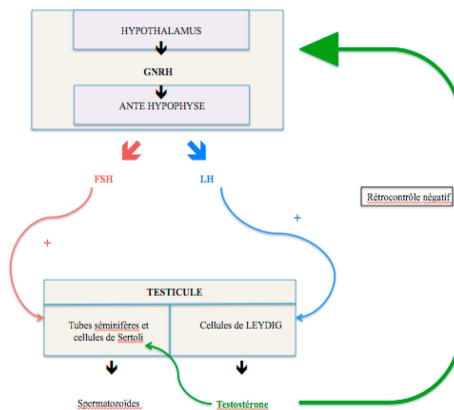 HYPOTHALAMUS
GNRH
ANTE HYPOPHYSE
FSH
LH
Rétrocontrôle négatif
+
+
TESTICULE
Tubes séminifères et
cellules de Sertoli
Cellules de LEYDIG
Spermatozoïdes
Testostérone